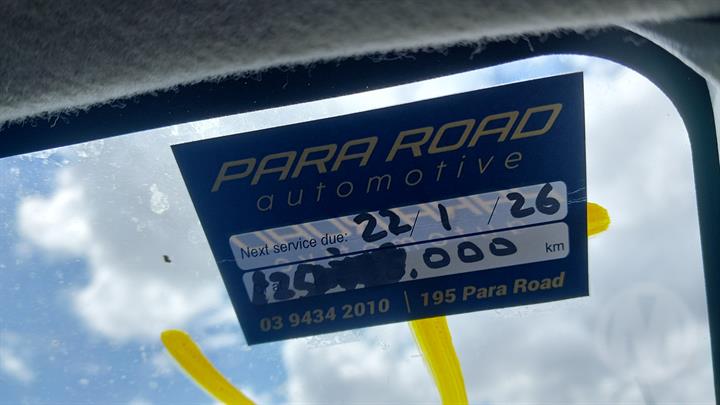 PARA ROAD
automotive
Next service due: 22/1/26
,000 km
03 9434 2010 | 195 Para Road